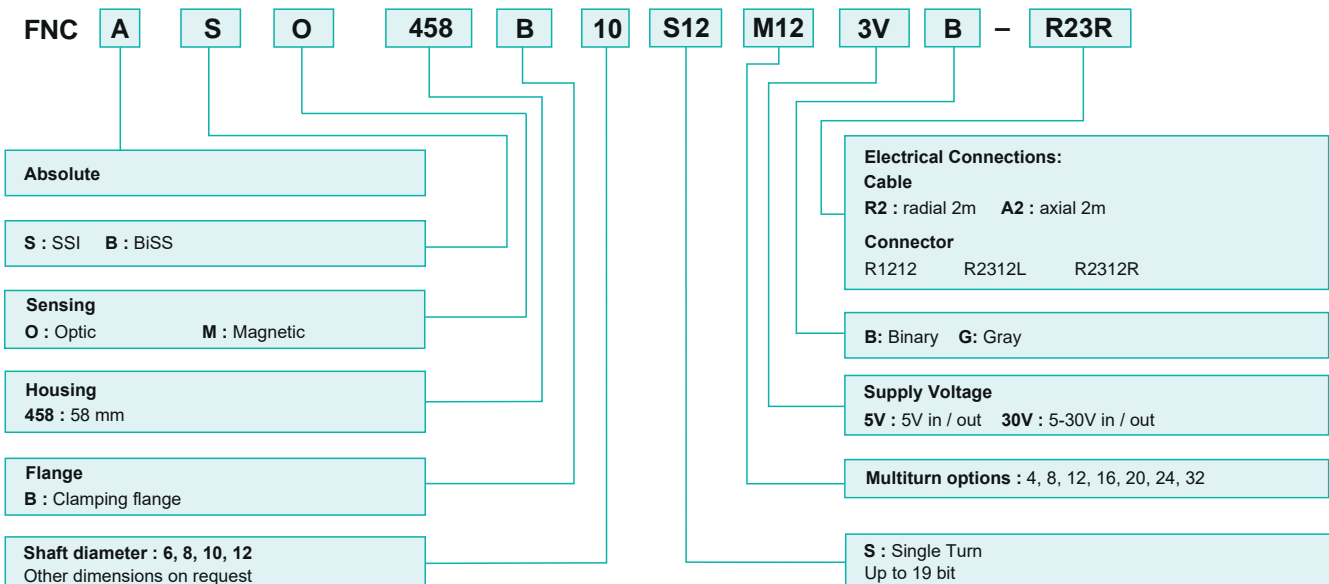 FNC A S O 458 B 10 S12 M12 3V B – R23R
Absolute
S : SSI B : BiSS
Sensing
O : Optic M : Magnetic
Housing
458 : 58 mm
Flange
B : Clamping flange
Shaft diameter : 6, 8, 10, 12
Other dimensions on request
Electrical Connections:
Cable
R2 : radial 2m A2 : axial 2m
Connector
R1212 R2312L R2312R
B: Binary G: Gray
Supply Voltage
5V : 5V in / out 30V : 5-30V in / out
Multiturn options : 4, 8, 12, 16, 20, 24, 32
S : Single Turn
Up to 19 bit